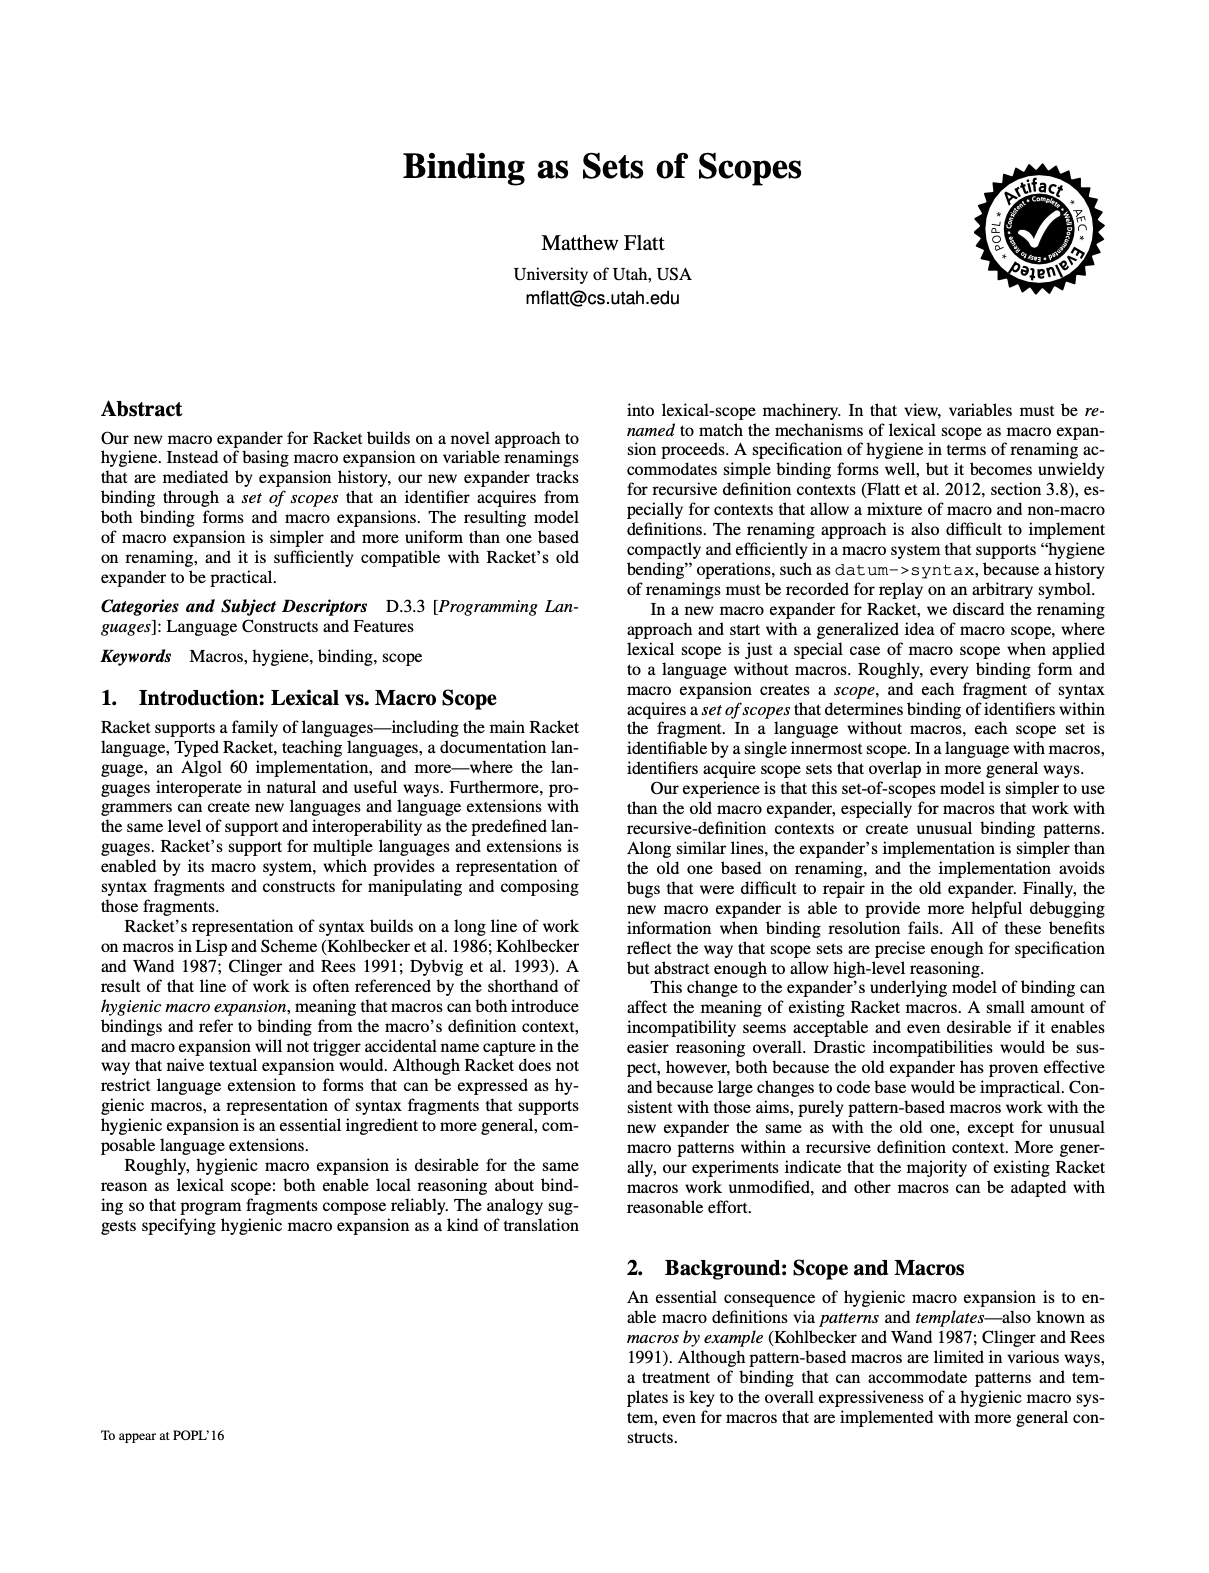 Binding as Sets of Scopes
Matthew Flatt
University of Utah, USA
mflatt@cs.utah.edu
* POPL * Artifact * AEC * Evaluated
Consistent * Complete * Well Documented * Easy to Reuse *
Abstract
Our new macro expander for Racket builds on a novel approach to
hygiene. Instead of basing macro expansion on variable renamings
that are mediated by expansion history, our new expander tracks
binding through a set of scopes that an identifier acquires from
both binding forms and macro expansions. The resulting model
of macro expansion is simpler and more uniform than one based
on renaming, and it is sufficiently compatible with Racket's old
expander to be practical.
Categories and Subject Descriptors D.3.3 [Programming Lan-
guages]: Language Constructs and Features
Keywords Macros, hygiene, binding, scope
1. Introduction: Lexical vs. Macro Scope
Racket supports a family of languages—including the main Racket
language, Typed Racket, teaching languages, a documentation lan-
guage, an Algol 60 implementation, and more—where the lan-
guages interoperate in natural and useful ways. Furthermore, pro-
grammers can create new languages and language extensions with
the same level of support and interoperability as the predefined lan-
guages. Racket's support for multiple languages and extensions is
enabled by its macro system, which provides a representation of
syntax fragments and constructs for manipulating and composing
those fragments.
Racket's representation of syntax builds on a long line of work
on macros in Lisp and Scheme (Kohlbecker et al. 1986; Kohlbecker
and Wand 1987; Clinger and Rees 1991; Dybvig et al. 1993). A
result of that line of work is often referenced by the shorthand of
hygienic macro expansion, meaning that macros can both introduce
bindings and refer to binding from the macro's definition context,
and macro expansion will not trigger accidental name capture in the
way that naive textual expansion would. Although Racket does not
restrict language extension to forms that can be expressed as hy-
gienic macros, a representation of syntax fragments that supports
hygienic expansion is an essential ingredient to more general, com-
posable language extensions.
Roughly, hygienic macro expansion is desirable for the same
reason as lexical scope: both enable local reasoning about bind-
ing so that program fragments compose reliably. The analogy sug-
gests specifying hygienic macro expansion as a kind of translation
To appear at POPL'16
into lexical-scope machinery. In that view, variables must be re-
named to match the mechanisms of lexical scope as macro expan-
sion proceeds. A specification of hygiene in terms of renaming ac-
commodates simple binding forms well, but it becomes unwieldy
for recursive definition contexts (Flatt et al. 2012, section 3.8), es-
pecially for contexts that allow a mixture of macro and non-macro
definitions. The renaming approach is also difficult to implement
compactly and efficiently in a macro system that supports “hygiene
bending” operations, such as datum->syntax, because a history
of renamings must be recorded for replay on an arbitrary symbol.
In a new macro expander for Racket, we discard the renaming
approach and start with a generalized idea of macro scope, where
lexical scope is just a special case of macro scope when applied
to a language without macros. Roughly, every binding form and
macro expansion creates a scope, and each fragment of syntax
acquires a set of scopes that determines binding of identifiers within
the fragment. In a language without macros, each scope set is
identifiable by a single innermost scope. In a language with macros,
identifiers acquire scope sets that overlap in more general ways.
Our experience is that this set-of-scopes model is simpler to use
than the old macro expander, especially for macros that work with
recursive-definition contexts or create unusual binding patterns.
Along similar lines, the expander's implementation is simpler than
the old one based on renaming, and the implementation avoids
bugs that were difficult to repair in the old expander. Finally, the
new macro expander is able to provide more helpful debugging
information when binding resolution fails. All of these benefits
reflect the way that scope sets are precise enough for specification
but abstract enough to allow high-level reasoning.
This change to the expander's underlying model of binding can
affect the meaning of existing Racket macros. A small amount of
incompatibility seems acceptable and even desirable if it enables
easier reasoning overall. Drastic incompatibilities would be sus-
pect, however, both because the old expander has proven effective
and because large changes to code base would be impractical. Con-
sistent with those aims, purely pattern-based macros work with the
new expander the same as with the old one, except for unusual
macro patterns within a recursive definition context. More gener-
ally, our experiments indicate that the majority of existing Racket
macros work unmodified, and other macros can be adapted with
reasonable effort.
2. Background: Scope and Macros
An essential consequence of hygienic macro expansion is to en-
able macro definitions via patterns and templates—also known as
macros by example (Kohlbecker and Wand 1987; Clinger and Rees
1991). Although pattern-based macros are limited in various ways,
a treatment of binding that can accommodate patterns and tem-
plates is key to the overall expressiveness of a hygienic macro sys-
tem, even for macros that are implemented with more general con-
structs.